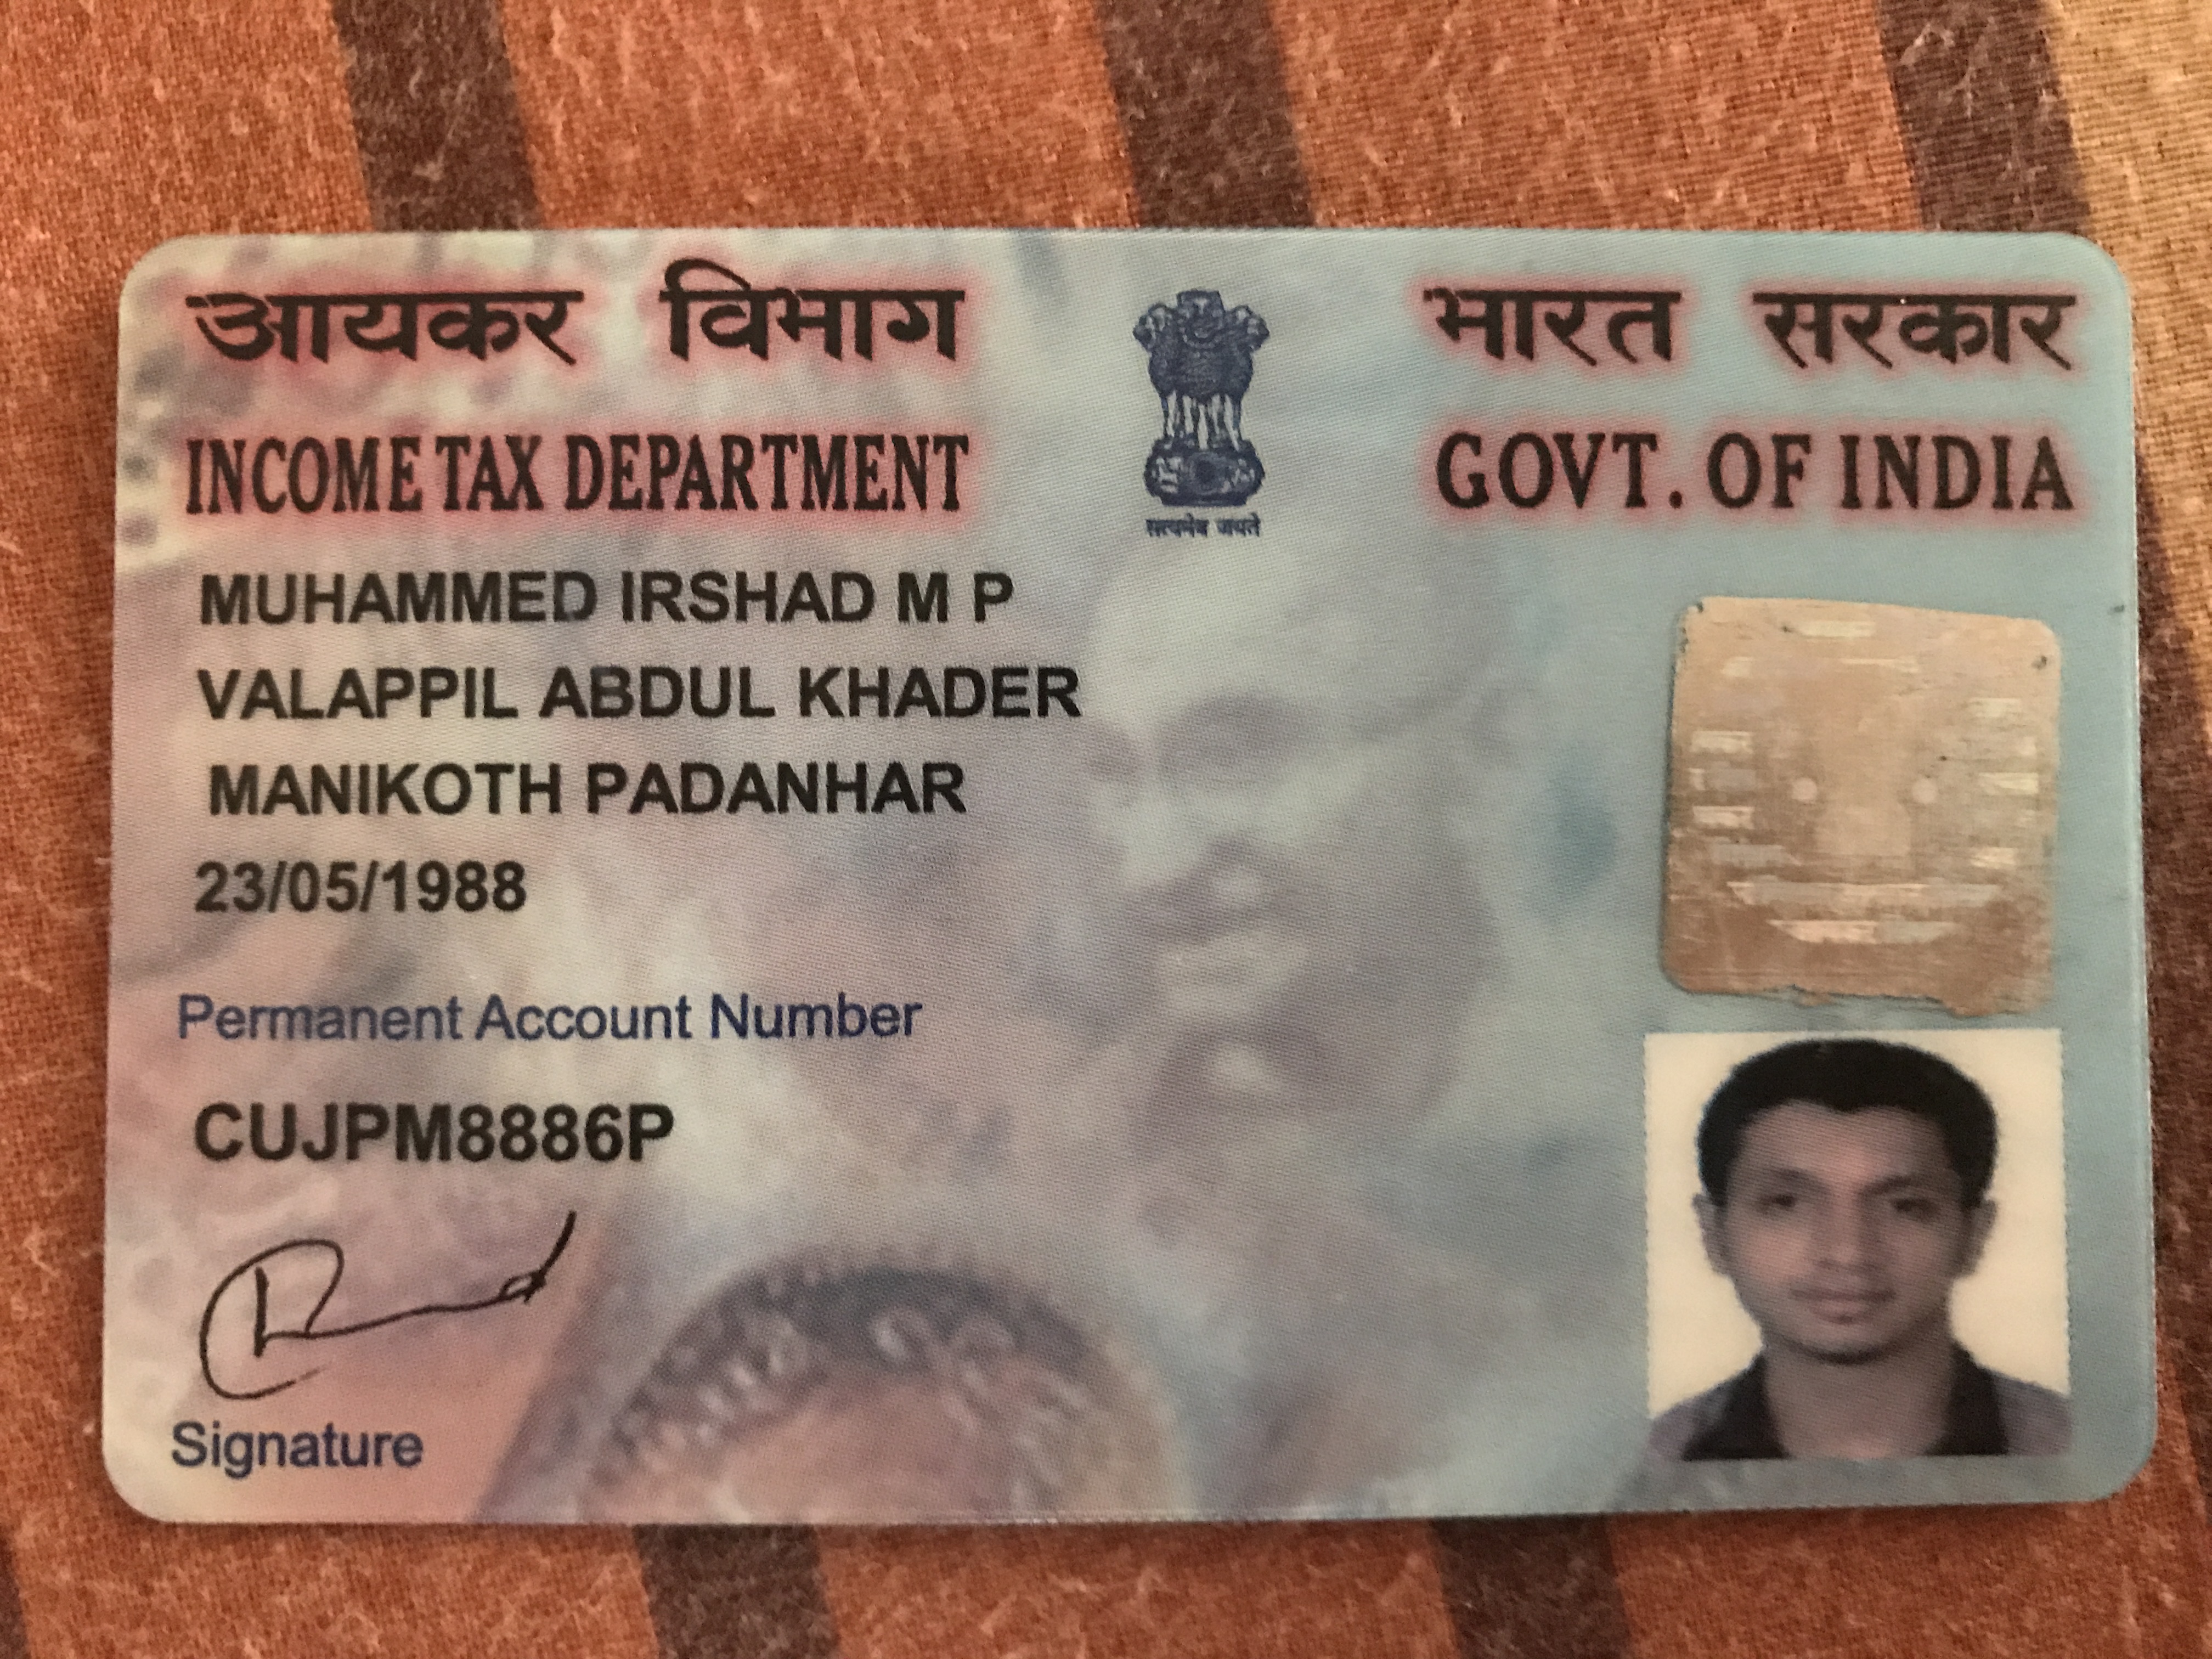 आयकर विभाग
INCOME TAX DEPARTMENT
सत्यमेव जयते
भारत सरकार
GOVT. OF INDIA
MUHAMMED IRSHAD M P
VALAPPIL ABDUL KHADER
MANIKOTH PADANHAR
23/05/1988
Permanent Account Number
CUJPM8886P
Signature